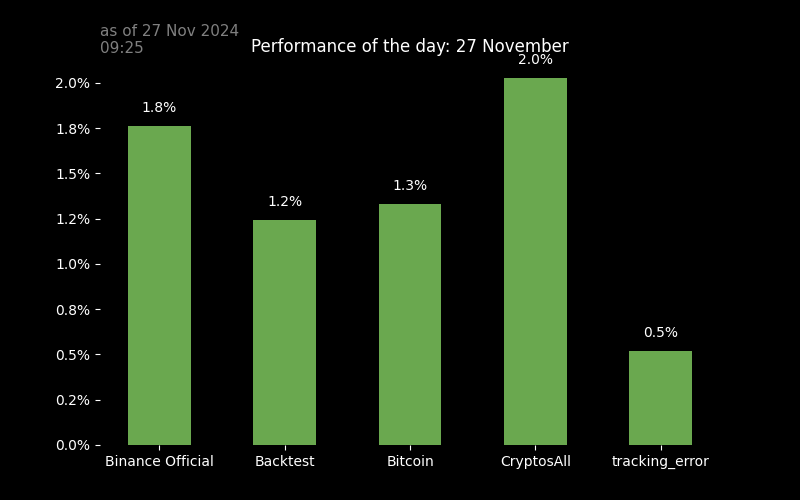 as of 27 Nov 2024
09:25
Performance of the day: 27 November
2.0%
1.8%
1.5%
1.2%
1.0%
0.8%
0.5%
0.2%
0.0%
1.8%
1.2%
1.3%
2.0%
0.5%
Binance Official
Backtest
Bitcoin
CryptosAll
tracking_error